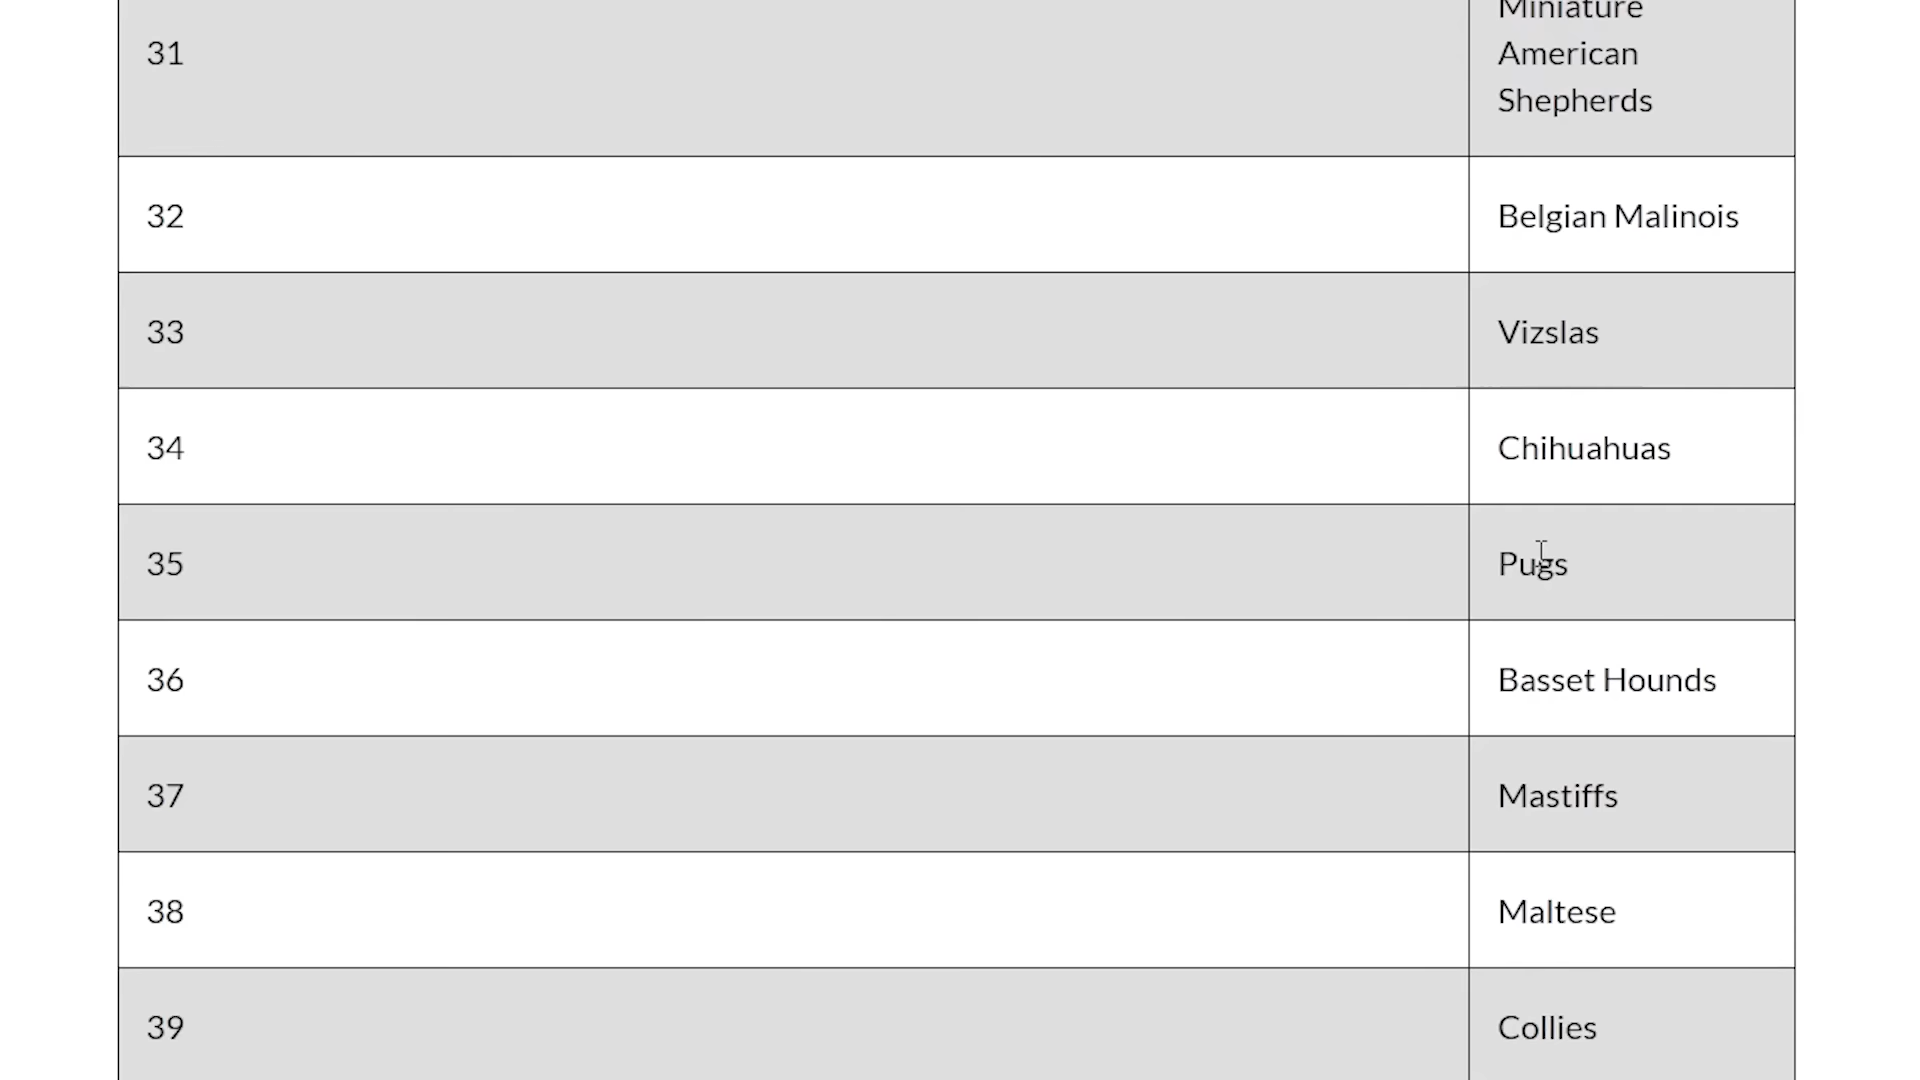 Miniature
31 American
Shepherds
32 Belgian Malinois
33 Vizslas
34 Chihuahuas
35 Pugs
36 Basset Hounds
37 Mastiffs
38 Maltese
39 Collies